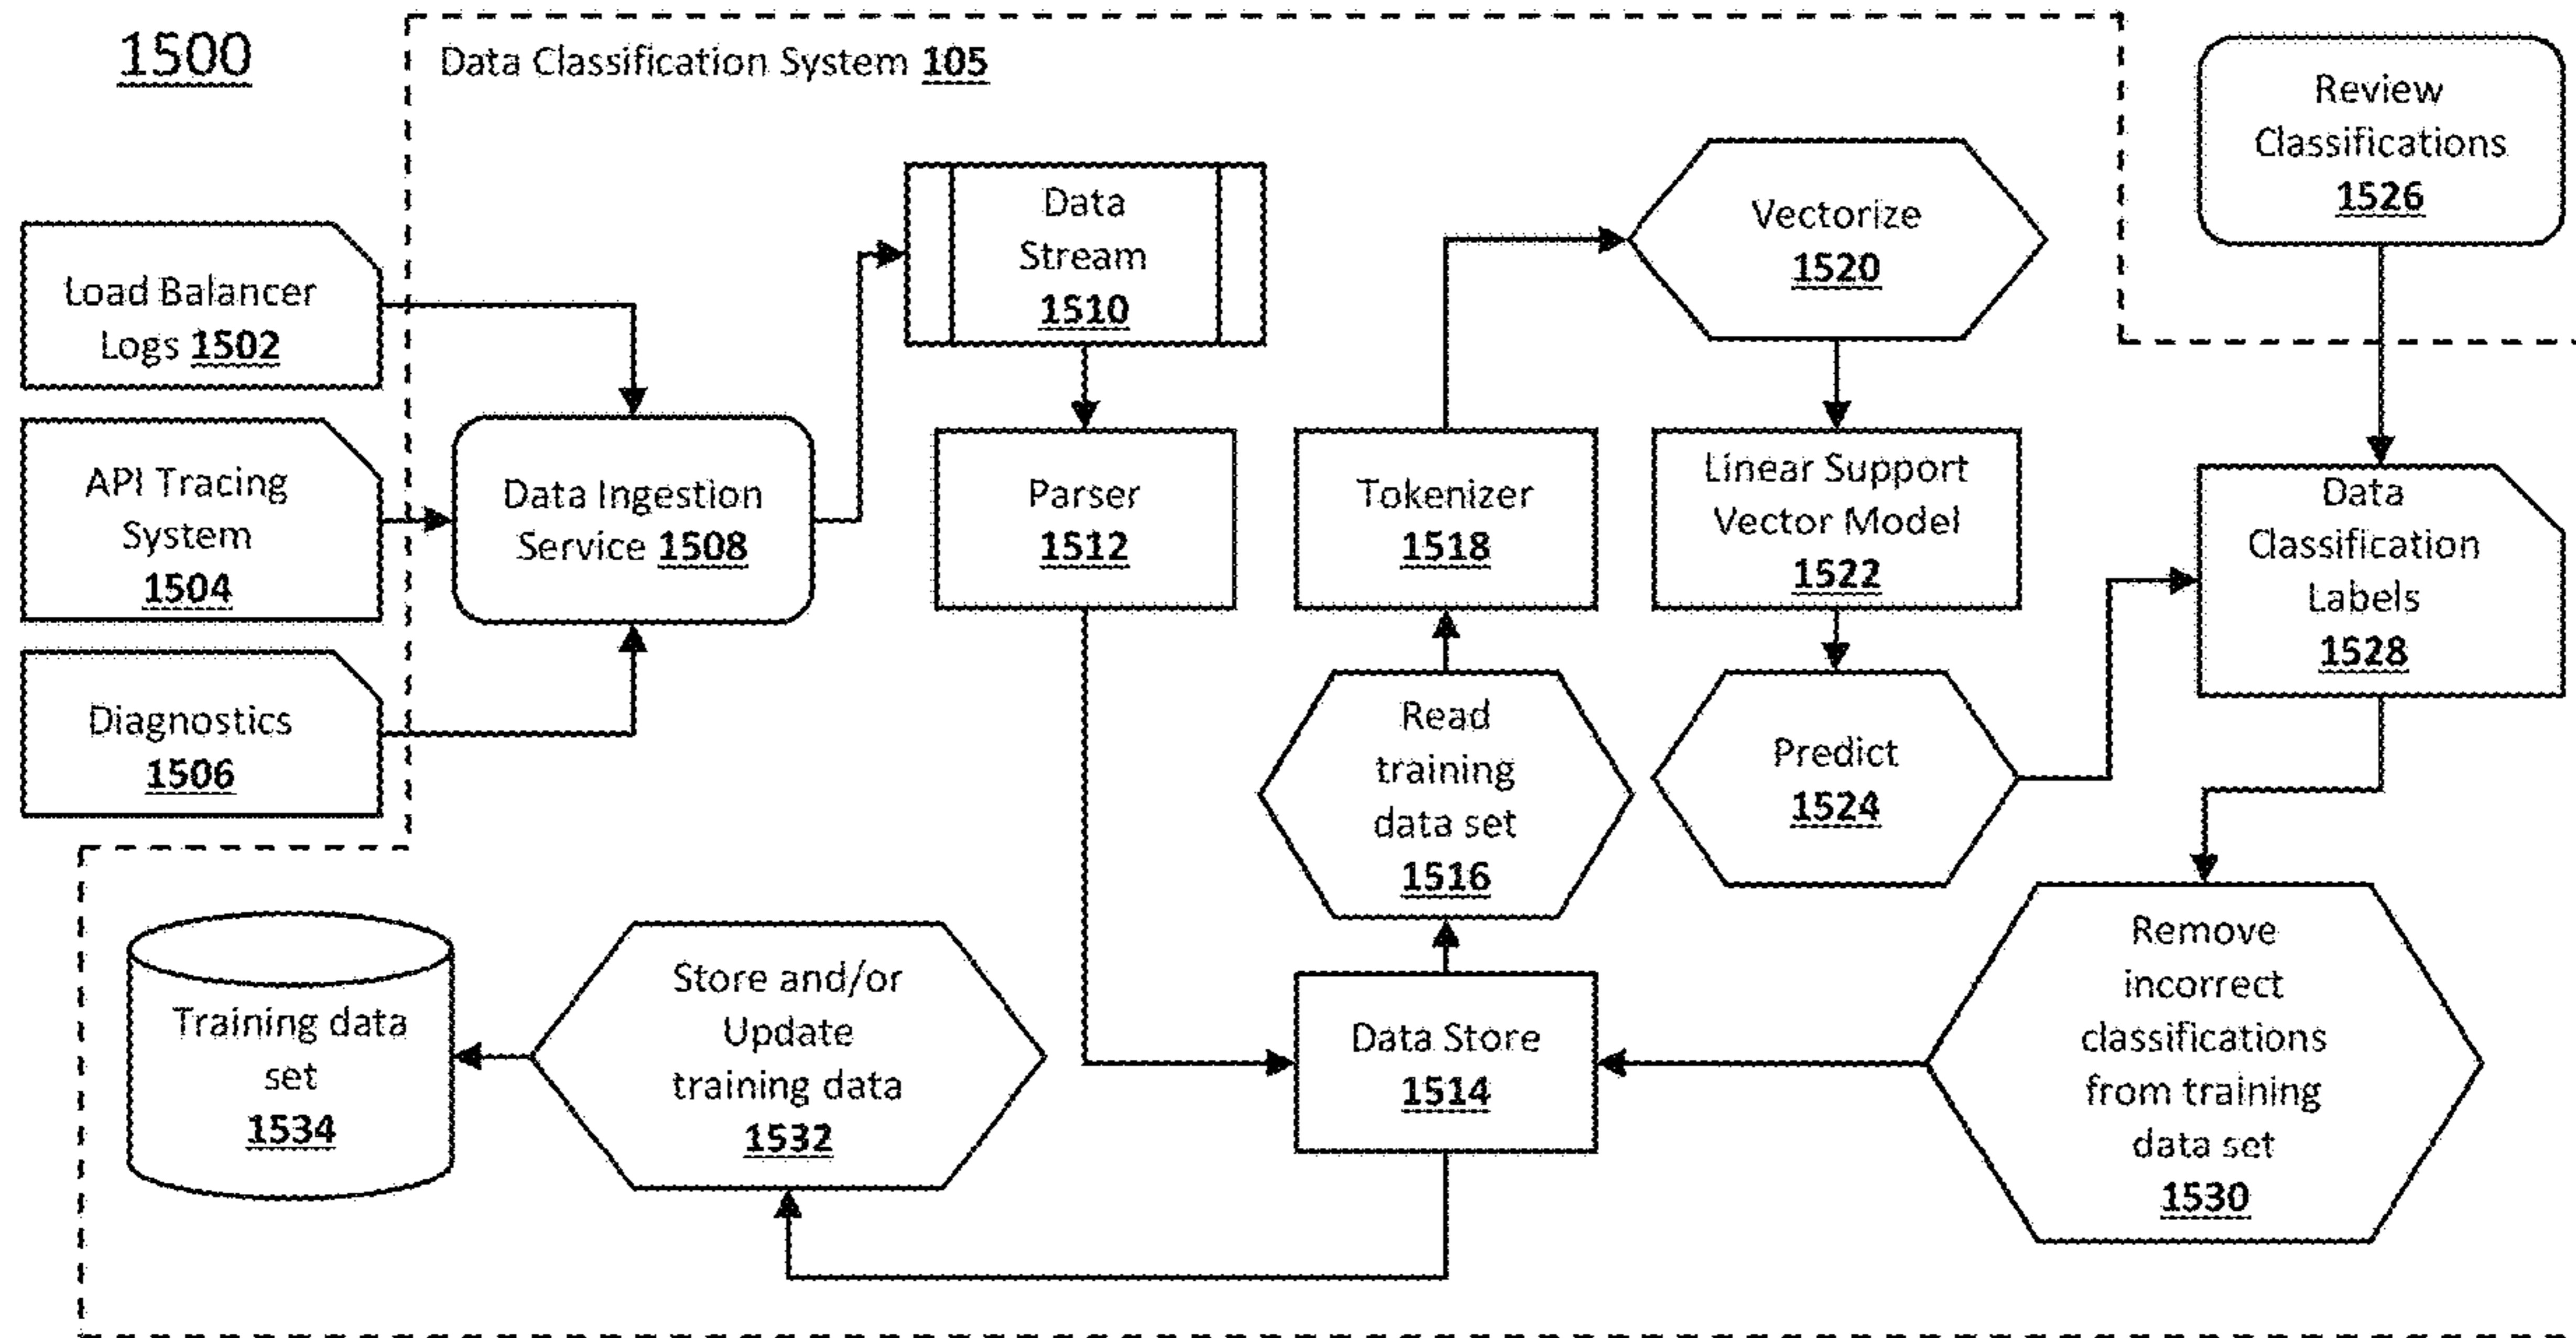 1500
Data Classification System 105
Review
Classifications
1526
Data
Stream
1510
Vectorize
1520
Load Balancer
Logs 1502
API Tracing
System
1504
Data Ingestion
Service 1508
Parser
1512
Tokenizer
1518
Linear Support
Vector Model
1522
Data
Classification
Labels
1528
Diagnostics
1506
Read
training
data set
1516
Predict
1524
Training data
set
1534
Store and/or
Update
training data
1532
Data Store
1514
Remove
incorrect
classifications
from training
data set
1530